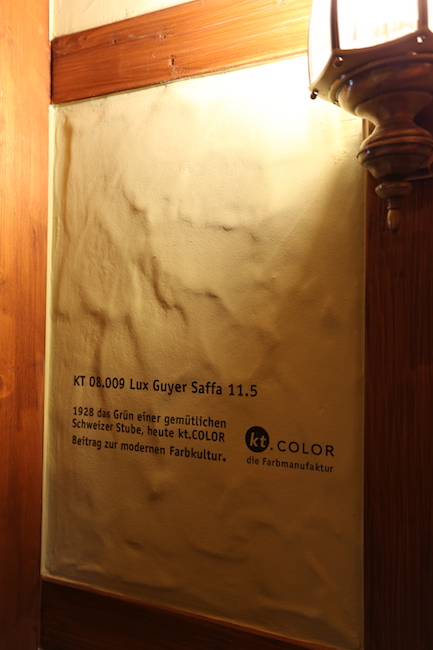 KT 08.009 Lux Guyer Saffa 11.5
1928 das Grün einer gemütlichen
Schweizer Stube, heute kt.COLOR
Beitrag zur modernen Farbkultur.
kt.COLOR
die Farbmanufaktur